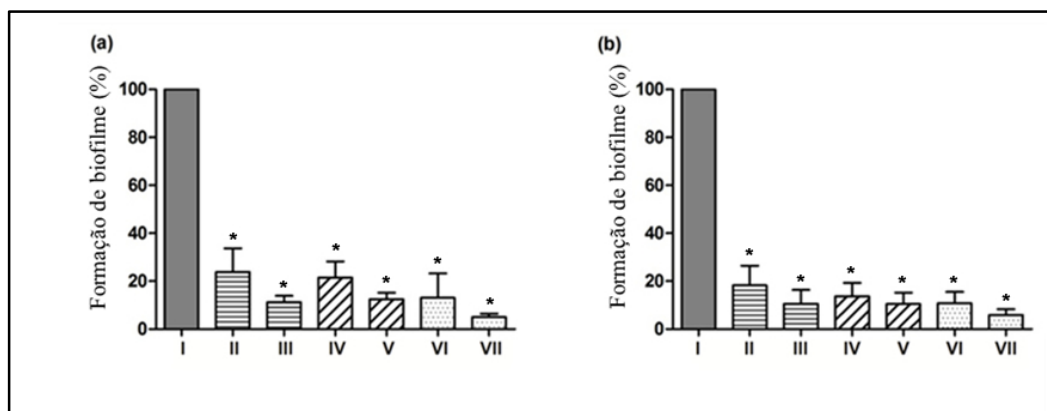 (a)
Formação de biofilme (%)
100
80
60
40
20
0
* * * * * *
I II III IV V VI VII
(b)
Formação de biofilme (%)
100
80
60
40
20
0
* * * * * *
I II III IV V VI VII